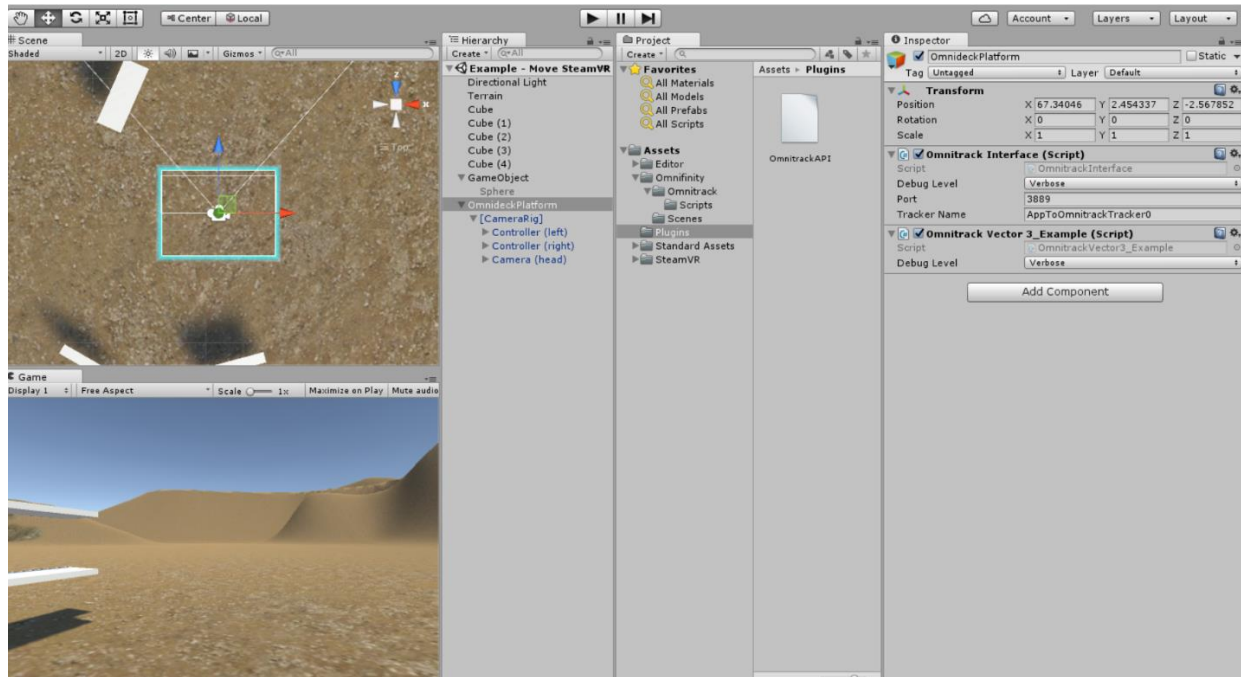 Center Local
Account Layers Layout
Scene
Shaded 2D Gizmos All
Top
Game
Display 1 Free Aspect Scale 1x Maximize on Play Mute audio
Hierarchy
Create All
Example - Move SteamVR
Directional Light
Terrain
Cube
Cube (1)
Cube (2)
Cube (3)
Cube (4)
GameObject
Sphere
OmnideckPlatform
[CameraRig]
Controller (left)
Controller (right)
Camera (head)
Project
Create
Favorites
All Materials
All Models
All Prefabs
All Scripts
Assets
Editor
Omnifinity
Omnitrack
Scripts
Scenes
Plugins
Standard Assets
SteamVR
Assets Plugins
OmnitrackAPI
Inspector
OmnideckPlatform Static
Tag Untagged Layer Default
Transform
Position X 67.34046 Y 2.454337 Z -2.567852
Rotation X 0 Y 0 Z 0
Scale X 1 Y 1 Z 1
Omnitrack Interface (Script)
Script OmnitrackInterface
Debug Level Verbose
Port 3889
Tracker Name AppToOmnitrackTracker0
Omnitrack Vector 3_Example (Script)
Script OmnitrackVector3_Example
Debug Level Verbose
Add Component